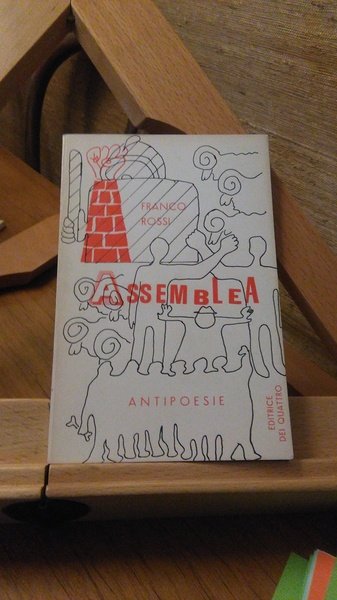 FRANCO
ROSSI
ASSEMBLEA
ANTIPOESIE
EDITRICE
DEI QUATTRO